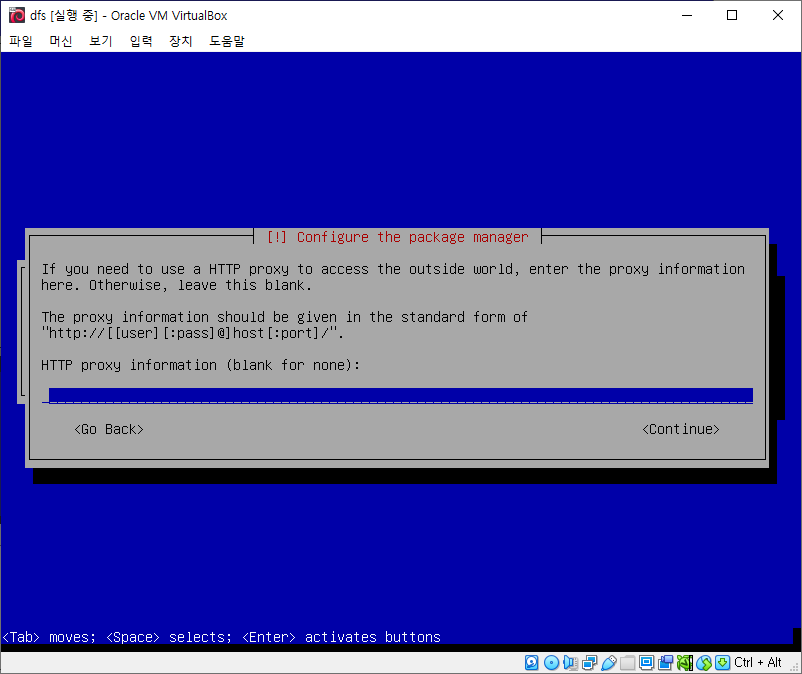 dfs [실행 중] - Oracle VM VirtualBox
파일 머신 보기 입력 장치 도움말
[!] Configure the package manager
If you need to use a HTTP proxy to access the outside world, enter the proxy information
here. Otherwise, leave this blank.
The proxy information should be given in the standard form of
"http://[[user][:pass]@]host[:port]/".
HTTP proxy information (blank for none):
<Go Back> <Continue>
<Tab> moves; <Space> selects; <Enter> activates buttons
Ctrl + Alt